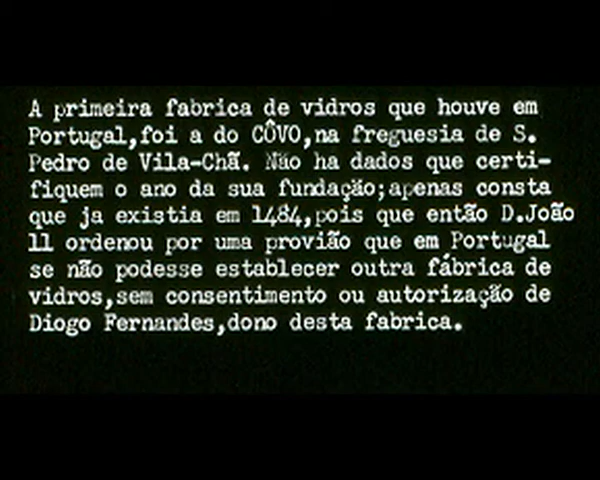 A primeira fabrica de vidros que houve em
Portugal,foi a do CÔVO,na freguesia de S.
Pedro de Vila-Chã. Não ha dados que certi-
fiquem o ano da sua fundação;apenas consta
que ja existia em 1484,pois que então D.João
ll ordenou por uma provião que em Portugal
se não podesse establecer outra fábrica de
vidros,sem consentimento ou autorização de
Diogo Fernandes,dono desta fabrica.